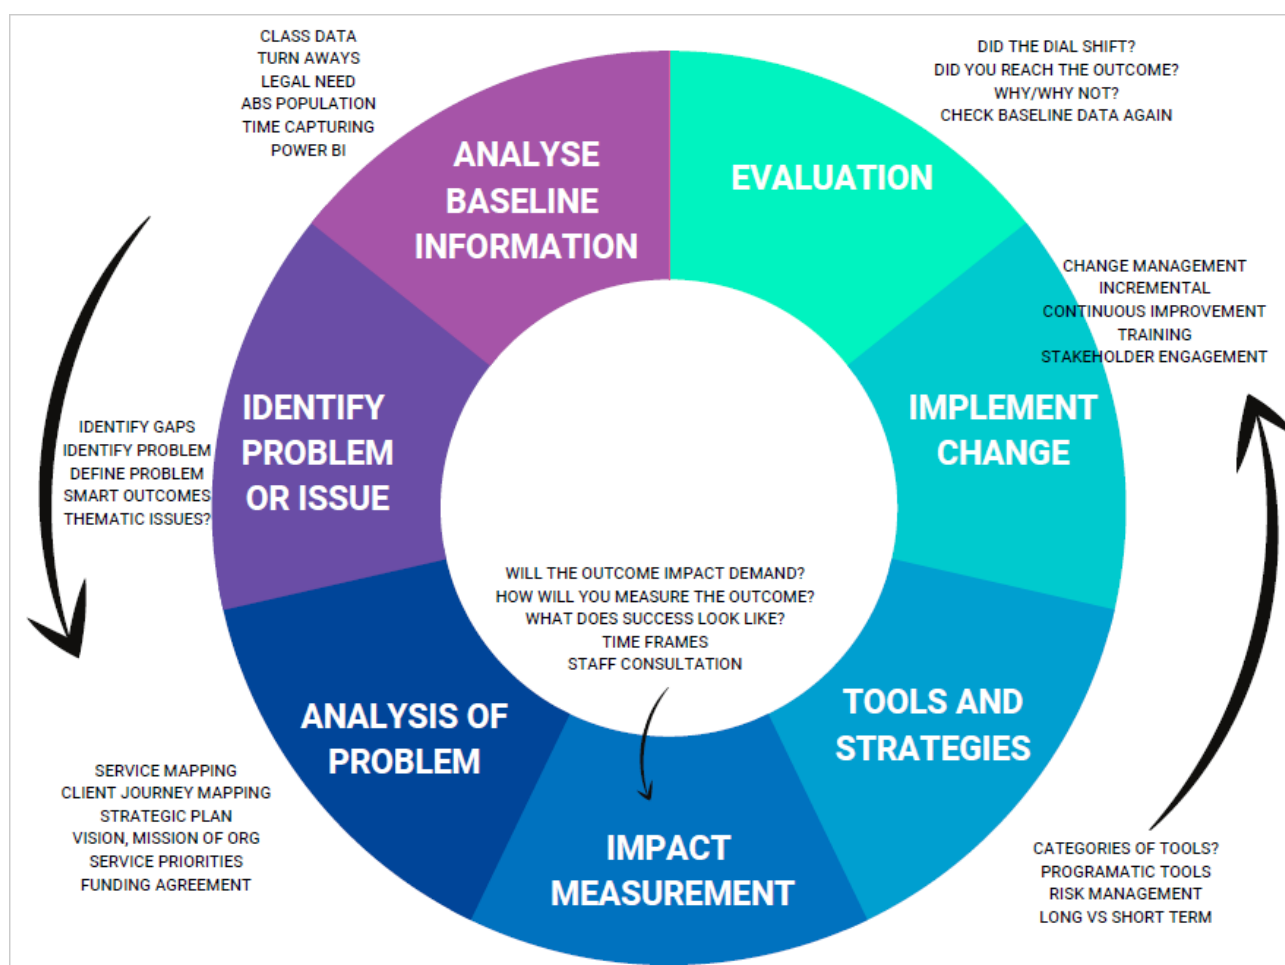 CLASS DATA
TURN AWAYS
LEGAL NEED
ABS POPULATION
TIME CAPTURING
POWER BI
ANALYSE
BASELINE
INFORMATION
IDENTIFY GAPS
IDENTIFY PROBLEM
DEFINE PROBLEM
SMART OUTCOMES
THEMATIC ISSUES?
IDENTIFY
PROBLEM
OR ISSUE
SERVICE MAPPING
CLIENT JOURNEY MAPPING
STRATEGIC PLAN
VISION, MISSION OF ORG
SERVICE PRIORITIES
FUNDING AGREEMENT
ANALYSIS OF
PROBLEM
WILL THE OUTCOME IMPACT DEMAND?
HOW WILL YOU MEASURE THE OUTCOME?
WHAT DOES SUCCESS LOOK LIKE?
TIME FRAMES
STAFF CONSULTATION
IMPACT
MEASUREMENT
TOOLS AND
STRATEGIES
CATEGORIES OF TOOLS?
PROGRAMATIC TOOLS
RISK MANAGEMENT
LONG VS SHORT TERM
IMPLEMENT
CHANGE
CHANGE MANAGEMENT
INCREMENTAL
CONTINUOUS IMPROVEMENT
TRAINING
STAKEHOLDER ENGAGEMENT
EVALUATION
DID THE DIAL SHIFT?
DID YOU REACH THE OUTCOME?
WHY/WHY NOT?
CHECK BASELINE DATA AGAIN